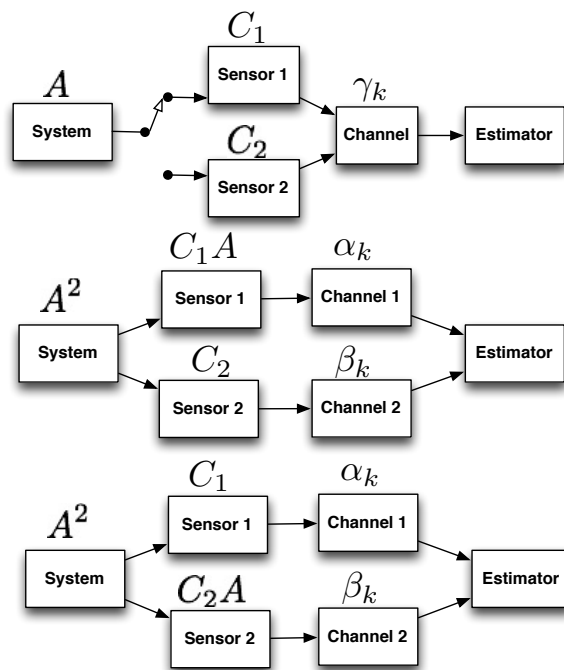 C₁
A
γₖ
Sensor 1
System
Channel
Estimator
C₂
Sensor 2
C₁A
αₖ
A²
Sensor 1
Channel 1
System
Estimator
C₂
βₖ
Sensor 2
Channel 2
C₁
αₖ
A²
Sensor 1
Channel 1
System
Estimator
C₂A
βₖ
Sensor 2
Channel 2